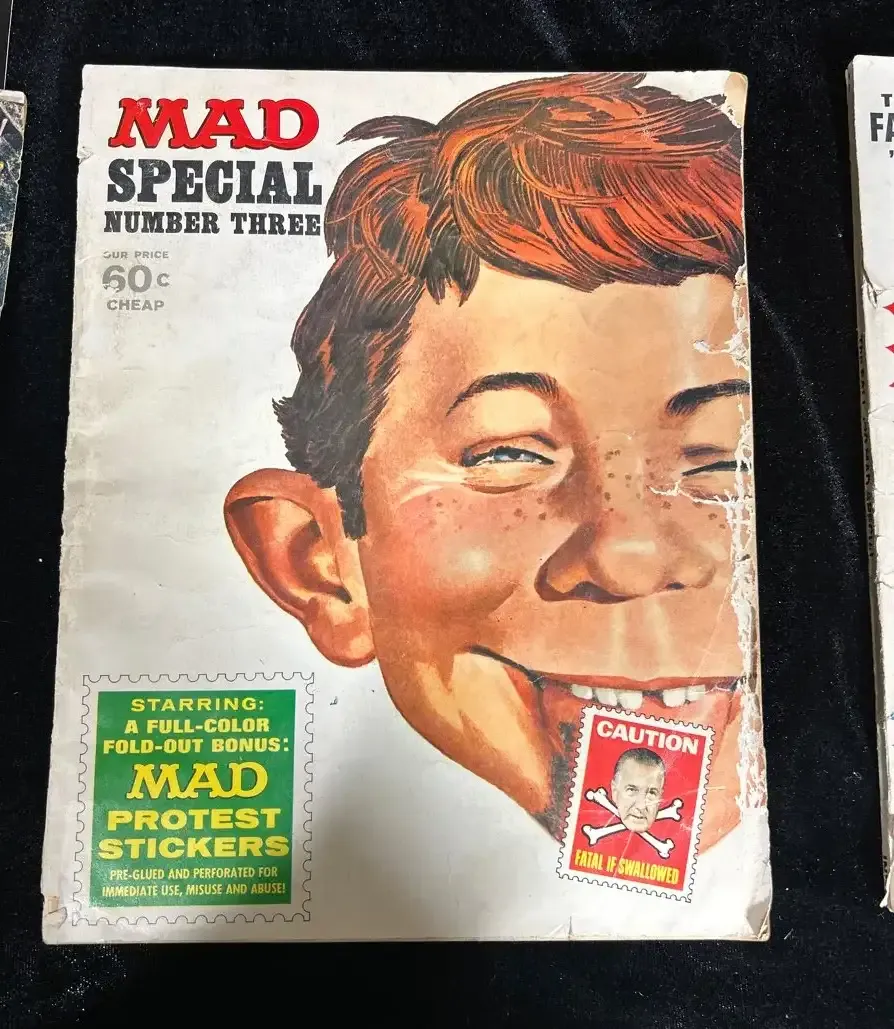 MAD
SPECIAL
NUMBER THREE
OUR PRICE
60c
CHEAP
STARRING:
A FULL-COLOR
FOLD-OUT BONUS:
MAD
PROTEST
STICKERS
PRE-GLUED AND PERFORATED FOR
IMMEDIATE USE, MISUSE AND ABUSE!
CAUTION
FATAL IF SWALLOWED